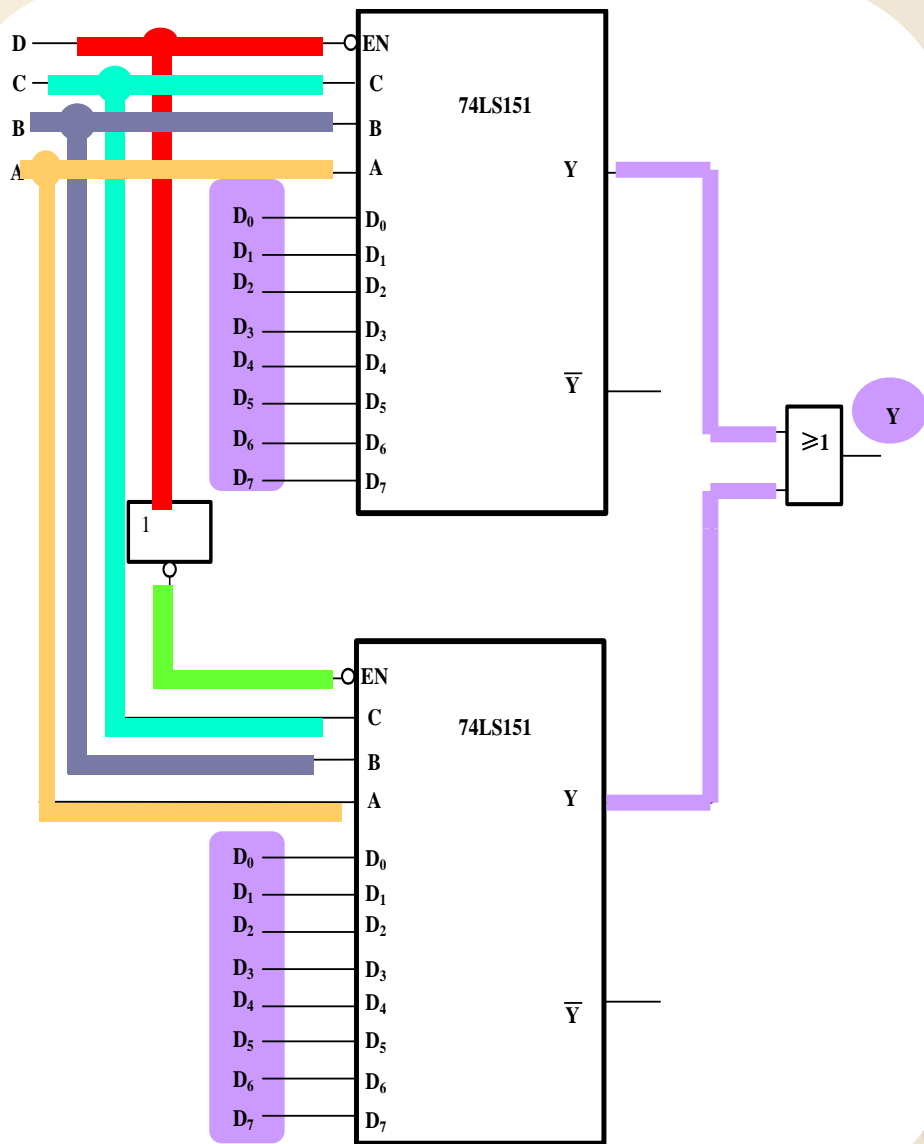 D EN
C C
74LS151
B B
A A Y
D₀ D₀
D₁ D₁
D₂ D₂
D₃ D₃
D₄ D₄
Y̅
D₅ D₅
Y
D₆ D₆
≥1
D₇ D₇
1
EN
C
74LS151
B
A Y
D₀ D₀
D₁ D₁
D₂ D₂
D₃ D₃
D₄ D₄
Y̅
D₅ D₅
D₆ D₆
D₇ D₇